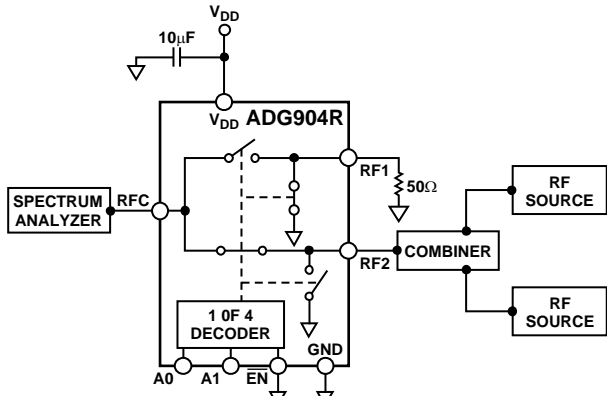 V_DD
10µF
V_DD
ADG904R
RF1
50Ω
SPECTRUM
ANALYZER
RFC
RF
SOURCE
RF2
COMBINER
RF
SOURCE
1 0F 4
DECODER
GND
A0
A1
E̅N̅